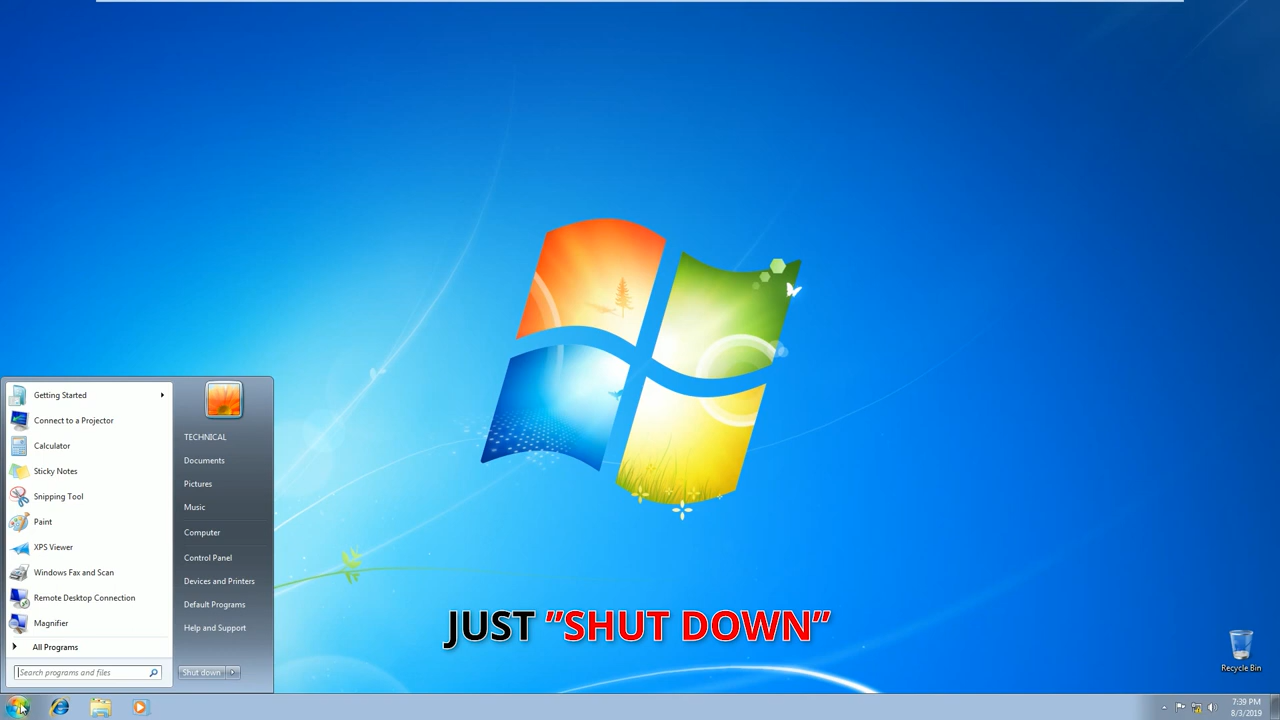 Getting Started
Connect to a Projector
Calculator
Sticky Notes
Snipping Tool
Paint
XPS Viewer
Windows Fax and Scan
Remote Desktop Connection
Magnifier
All Programs
Search programs and files
TECHNICAL
Documents
Pictures
Music
Computer
Control Panel
Devices and Printers
Default Programs
Help and Support
Shut down
JUST "SHUT DOWN"
Recycle Bin
7:39 PM
8/3/2019